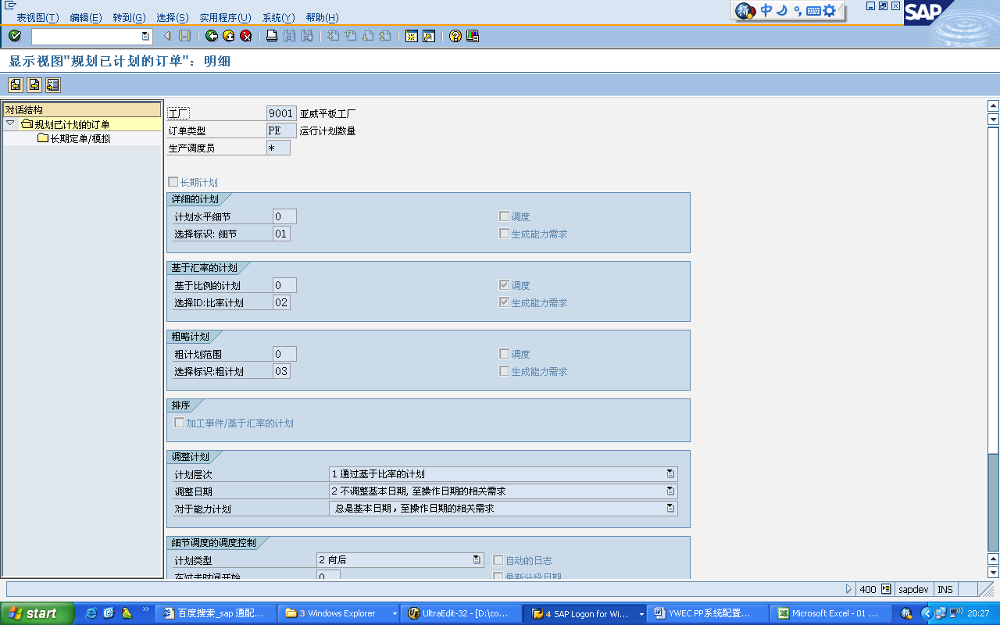 表视图(T) 编辑(E) 转到(G) 选择(S) 实用程序(U) 系统(Y) 帮助(H)
中
SAP
显示视图"规划已计划的订单": 明细
对话结构
规划已计划的订单
长期定单/模拟
工厂 9001 亚威平板工厂
订单类型 PE 运行计划数量
生产调度员 *
长期计划
详细的计划
计划水平细节 0 调度
选择标识: 细节 01 生成能力需求
基于汇率的计划
基于比例的计划 0 调度
选择ID:比率计划 02 生成能力需求
粗略计划
粗计划范围 0 调度
选择标识:粗计划 03 生成能力需求
排序
加工事件/基于汇率的计划
调整计划
计划层次 1 通过基于比率的计划
调整日期 2 不调整基本日期, 至操作日期的相关需求
对于能力计划 总是基本日期，至操作日期的相关需求
细节调度的调度控制
计划类型 2 向后 自动的日志
在过去时间开始 0 最新分段日期
400 sapdev INS
start 百度搜索_sap 通配... 3 Windows Explorer UltraEdit-32 - [D:\co... 4 SAP Logon for Wi... YWEC PP系统配置... Microsoft Excel - 01 ... 20:27